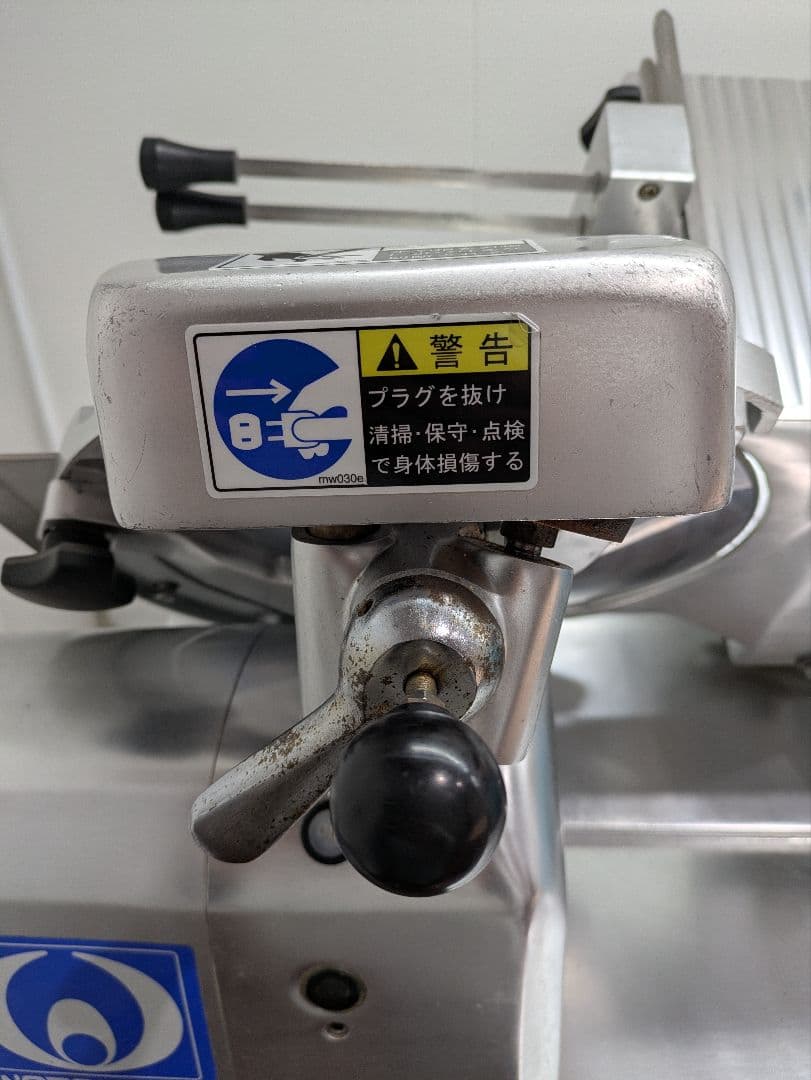 警告
プラグを抜け
清掃・保守・点検
で身体損傷する
mw030e